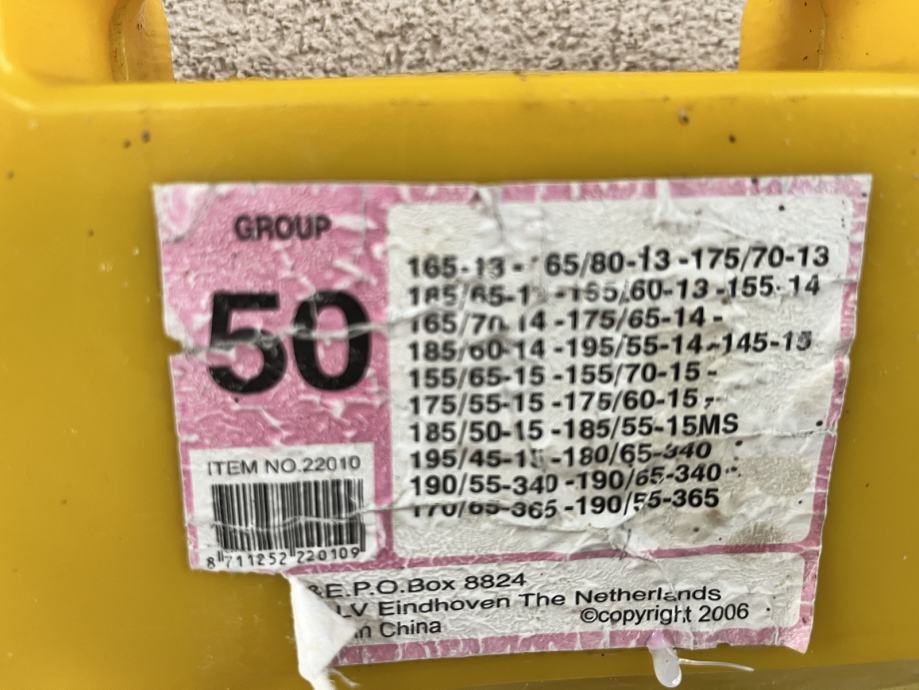 GROUP
50
ITEM NO.22010
8 711252 220109
165-13 - 65/80-13 -175/70-13
185/65-1 -155/60-13 -155-14
165/70-14 -175/65-14 -
185/60-14 -195/55-14 -145-15
155/65-15 -155/70-15 -
175/55-15 -175/60-15 -
185/50-15 -185/55-15MS
195/45-15 -180/65-340
190/55-340 -190/65-340
170/65-365 -190/55-365
&E.P.O.Box 8824
LV Eindhoven The Netherlands
in China
©copyright 2006